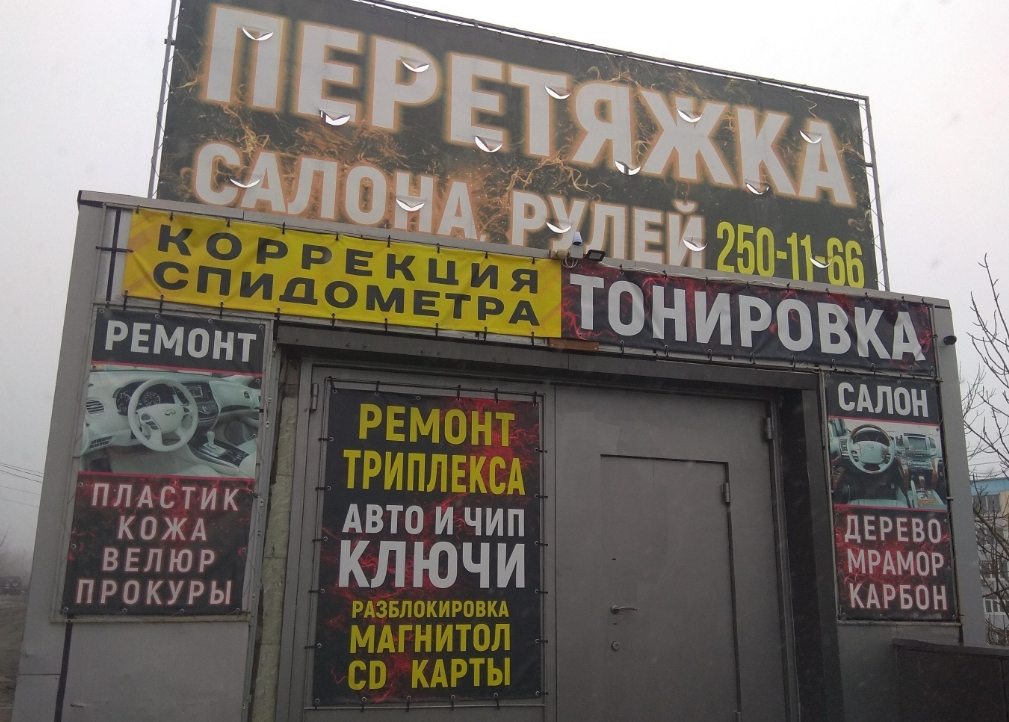 ПЕРЕТЯЖКА
САЛОНА, РУЛЕЙ 250-11-66
КОРРЕКЦИЯ
СПИДОМЕТРА
ТОНИРОВКА
РЕМОНТ
ПЛАСТИК
КОЖА
ВЕЛЮР
ПРОКУРЫ
РЕМОНТ
ТРИПЛЕКСА
АВТО И ЧИП
КЛЮЧИ
РАЗБЛОКИРОВКА
МАГНИТОЛ
CD КАРТЫ
САЛОН
ДЕРЕВО
МРАМОР
КАРБОН